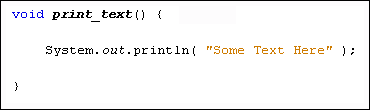 void print_text() {
System.out.println( "Some Text Here" );
}